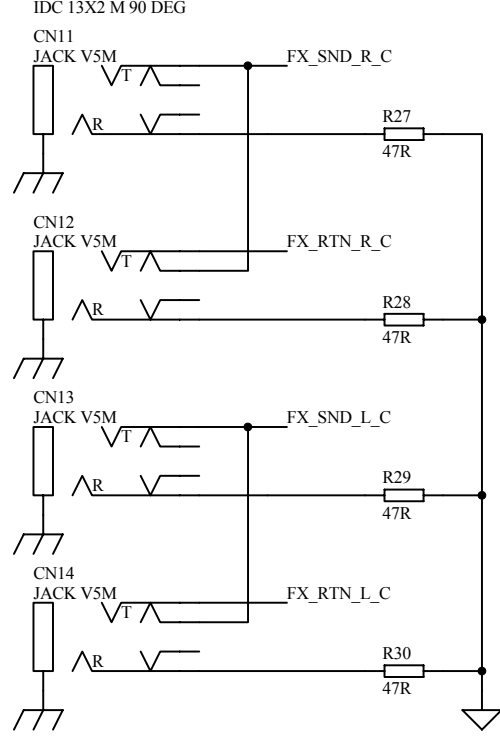 IDC 13X2 M 90 DEG
CN11
JACK V5M
T
FX_SND_R_C
R
R27
47R
CN12
JACK V5M
T
FX_RTN_R_C
R
R28
47R
CN13
JACK V5M
T
FX_SND_L_C
R
R29
47R
CN14
JACK V5M
T
FX_RTN_L_C
R
R30
47R